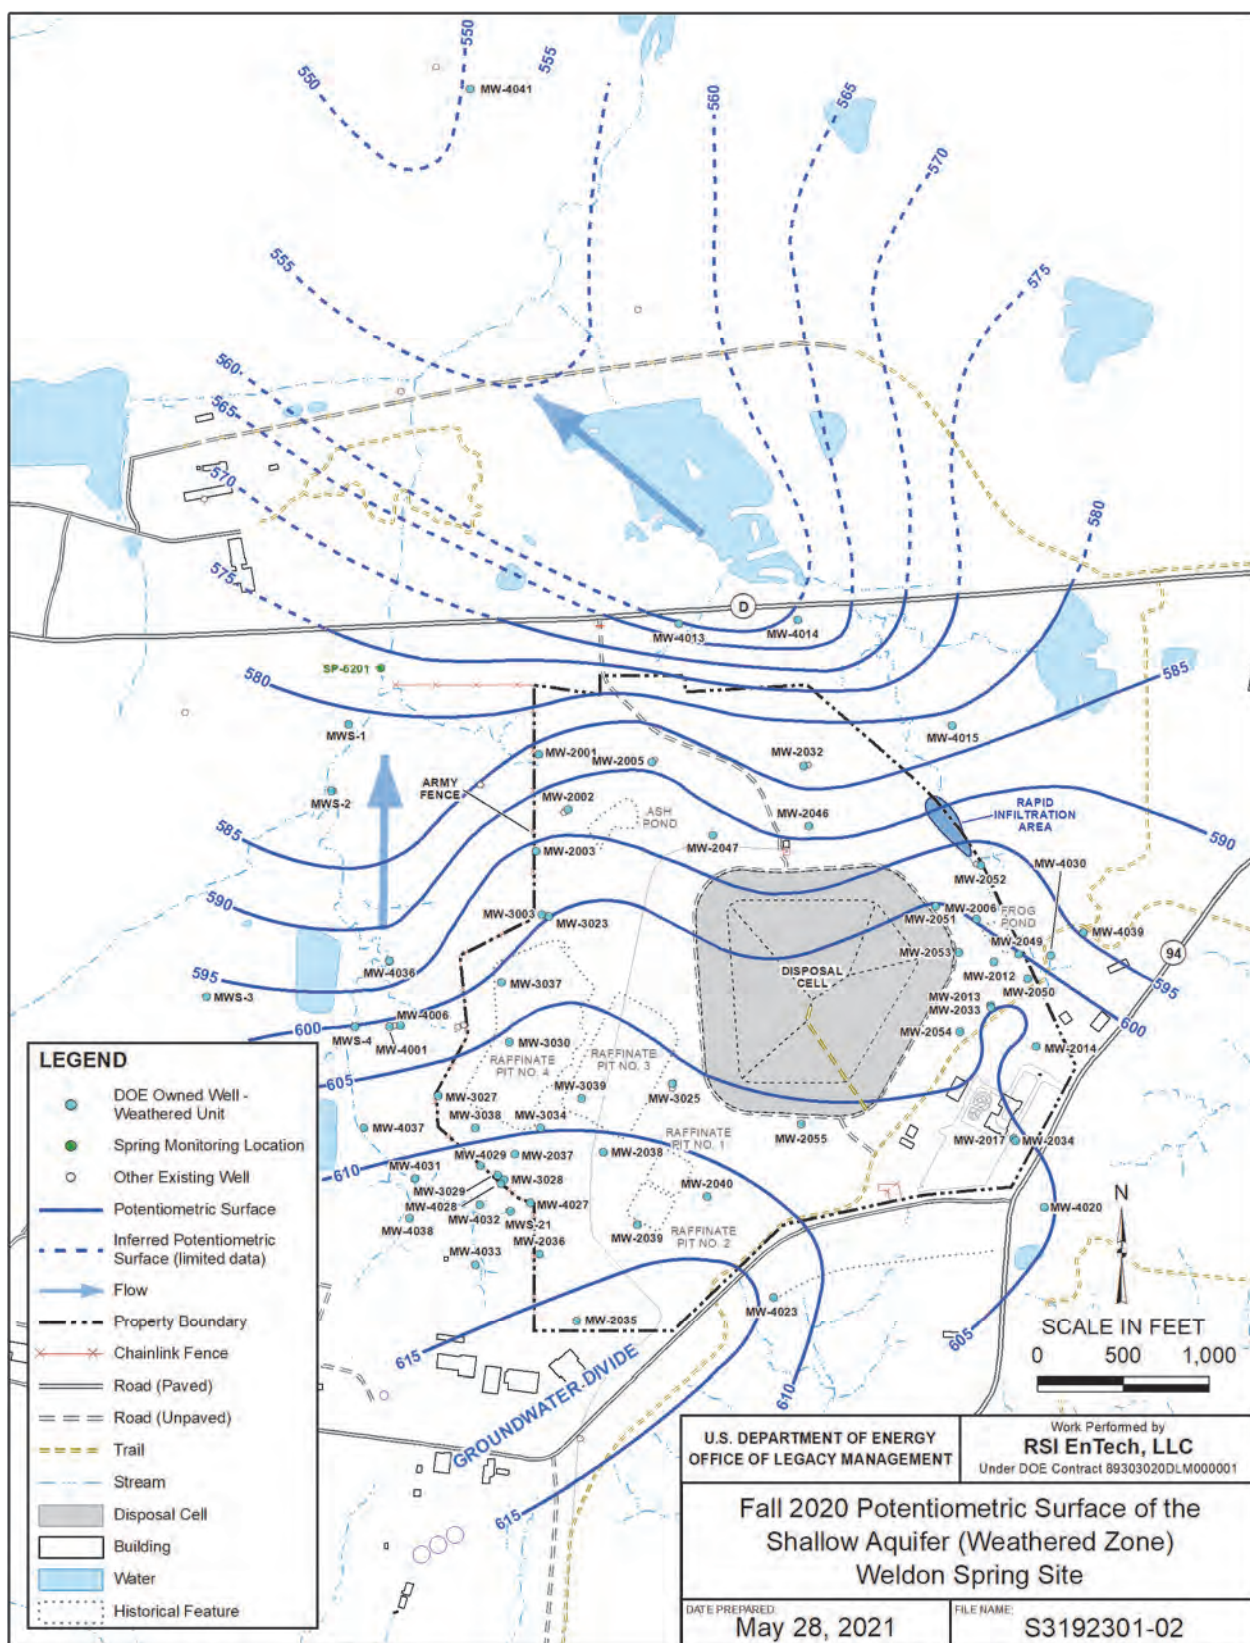 550
550
555
MW-4041
560
565
570
555
575
560
565
570
575
580
D
MW-4013
MW-4014
SP-6201
580
585
MWS-1
MW-4015
MW-2001
MW-2005
MW-2032
ARMY
FENCE
MWS-2
MW-2002
ASH
POND
MW-2046
RAPID
INFILTRATION
AREA
585
MW-2047
590
MW-2003
MW-4030
MW-2052
590
MW-3003
MW-3023
MW-2006
MW-2051
FROG
POND
MW-4039
MW-2049
94
MW-2053
MW-4036
MW-2012
595
DISPOSAL
CELL
MW-3037
MW-2050
595
MWS-3
MW-2013
MW-2033
600
MW-4006
600
MWS-4
MW-4001
MW-2054
MW-3030
MW-2014
RAFFINATE
PIT NO. 4
RAFFINATE
PIT NO. 3
605
MW-3039
MW-3027
MW-3025
MW-3038
MW-3034
MW-4037
MW-2055
RAFFINATE
PIT NO. 1
MW-2017
MW-2034
MW-4029
MW-2037
MW-2038
610
MW-4031
MW-3029
MW-3028
MW-4028
MW-2040
MW-4027
MW-4038
MW-4032
MWS-21
MW-4020
MW-2039
RAFFINATE
PIT NO. 2
MW-2036
MW-4033
MW-4023
MW-2035
605
615
610
GROUNDWATER DIVIDE
615
N
SCALE IN FEET
0 500 1,000
LEGEND
DOE Owned Well -
Weathered Unit
Spring Monitoring Location
Other Existing Well
Potentiometric Surface
Inferred Potentiometric
Surface (limited data)
Flow
Property Boundary
Chainlink Fence
Road (Paved)
Road (Unpaved)
Trail
Stream
Disposal Cell
Building
Water
Historical Feature
U.S. DEPARTMENT OF ENERGY
OFFICE OF LEGACY MANAGEMENT
Work Performed by
RSI EnTech, LLC
Under DOE Contract 89303020DLM000001
Fall 2020 Potentiometric Surface of the
Shallow Aquifer (Weathered Zone)
Weldon Spring Site
DATE PREPARED:
May 28, 2021
FILE NAME:
S3192301-02